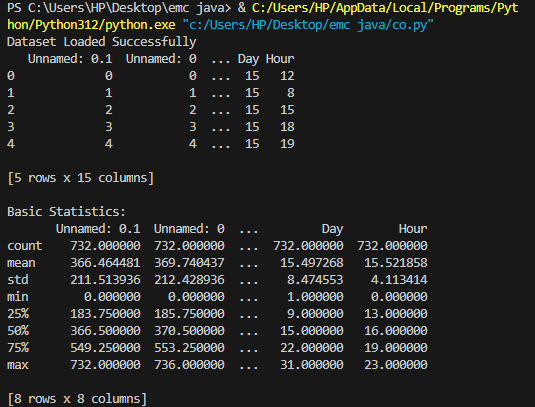 PS C:\Users\HP\Desktop\emc java> & C:/Users/HP/AppData/Local/Programs/Pyt
hon/Python312/python.exe "c:/Users/HP/Desktop/emc java/co.py"
Dataset Loaded Successfully
   Unnamed: 0.1  Unnamed: 0  ... Day Hour
0             0           0  ...  15   12
1             1           1  ...  15    8
2             2           2  ...  15   15
3             3           3  ...  15   18
4             4           4  ...  15   19

[5 rows x 15 columns]

Basic Statistics:
       Unnamed: 0.1  Unnamed: 0  ...         Day        Hour
count    732.000000  732.000000  ...  732.000000  732.000000
mean     366.464481  369.740437  ...   15.497268   15.521858
std      211.513936  212.428936  ...    8.474553    4.113414
min        0.000000    0.000000  ...    1.000000    0.000000
25%      183.750000  185.750000  ...    9.000000   13.000000
50%      366.500000  370.500000  ...   15.000000   16.000000
75%      549.250000  553.250000  ...   22.000000   19.000000
max      732.000000  736.000000  ...   31.000000   23.000000

[8 rows x 8 columns]